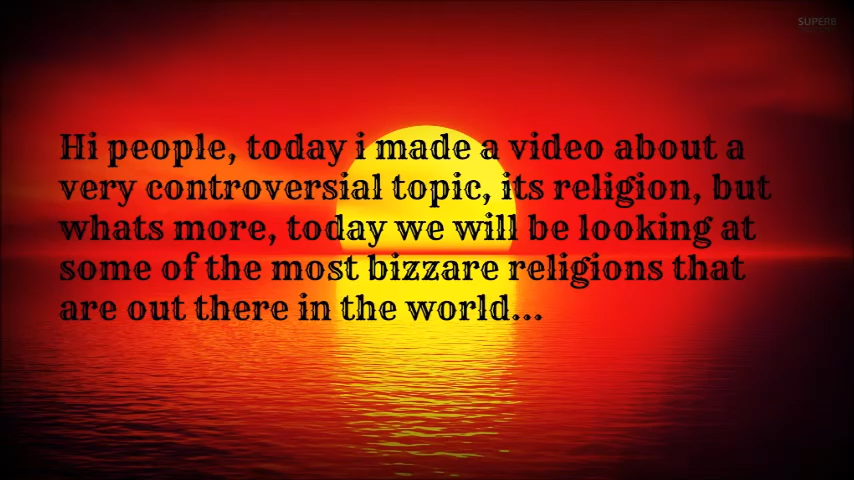 SUPERB
Hi people, today i made a video about a
very controversial topic, its religion, but
whats more, today we will be looking at
some of the most bizzare religions that
are out there in the world...